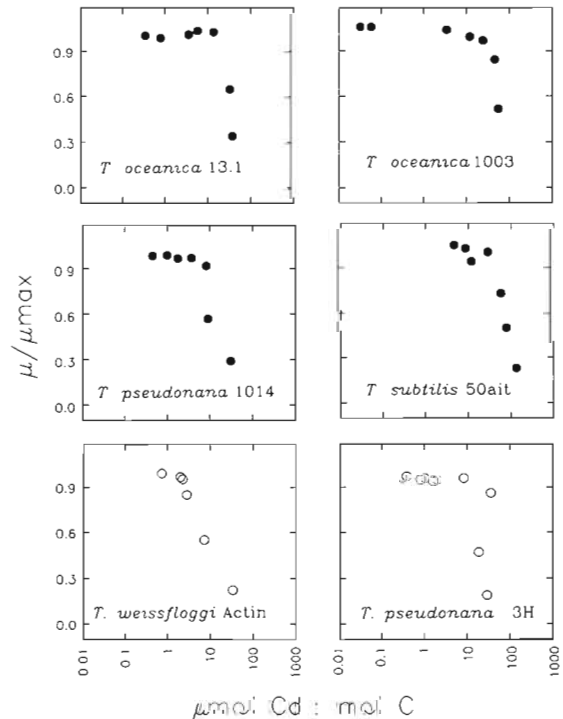 0.9
0.6
0.3
0.0
T oceanica 13.1
T oceanica 1003
μ/μmax
0.9
0.6
0.3
0.0
T pseudonana 1014
T subtilis 50ait
0.9
0.6
0.3
0.0
T. weissfloggi Actin
T. pseudonana 3H
0 01 0 1 1 10 100 1000
0.01 0.1 1 10 100 1000
μmol Cd : mol C